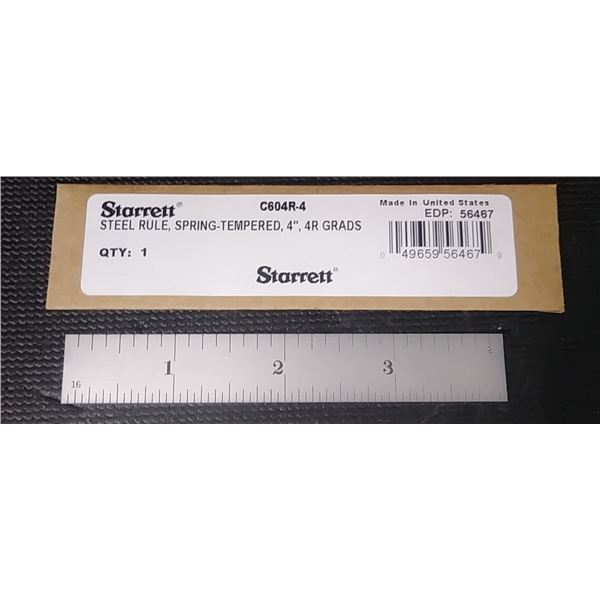 Starrett®
C604R-4
Made in United States
EDP: 56467
STEEL RULE, SPRING-TEMPERED, 4", 4R GRADS
QTY: 1
0 49659 56467 9
Starrett®
1 2 3
8
16